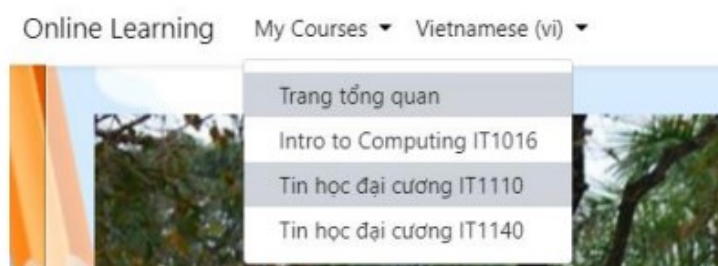 Online Learning My Courses Vietnamese (vi)
Trang tổng quan
Intro to Computing IT1016
Tin học đại cương IT1110
Tin học đại cương IT1140